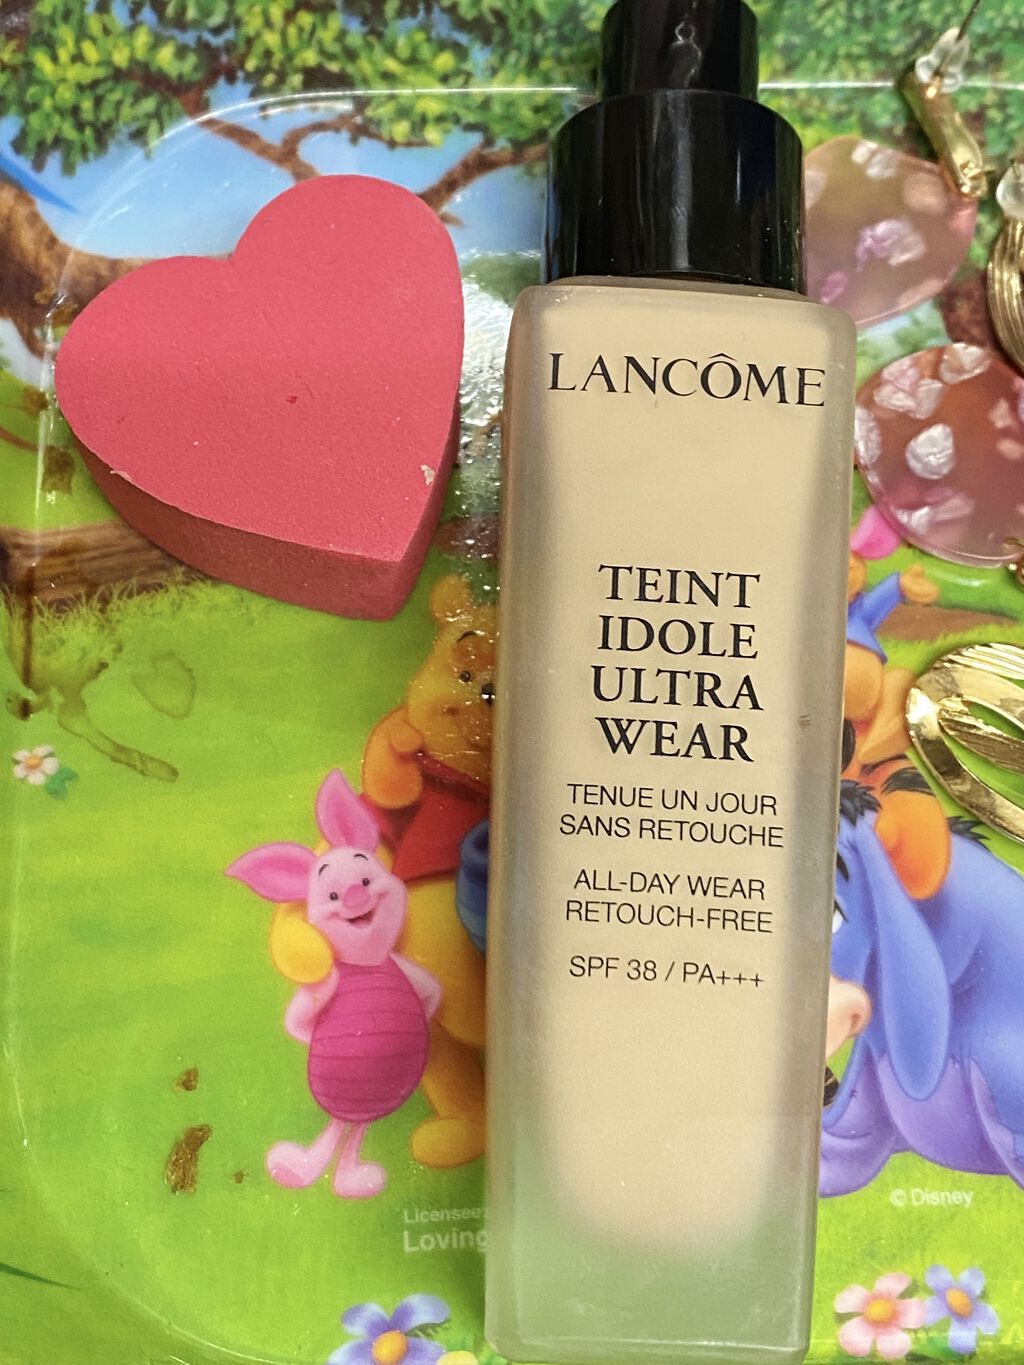 LANCÔME
TEINT
IDOLE
ULTRA
WEAR
TENUE UN JOUR
SANS RETOUCHE
ALL-DAY WEAR
RETOUCH-FREE
SPF 38 / PA+++
© Disney
Licensee
Loving